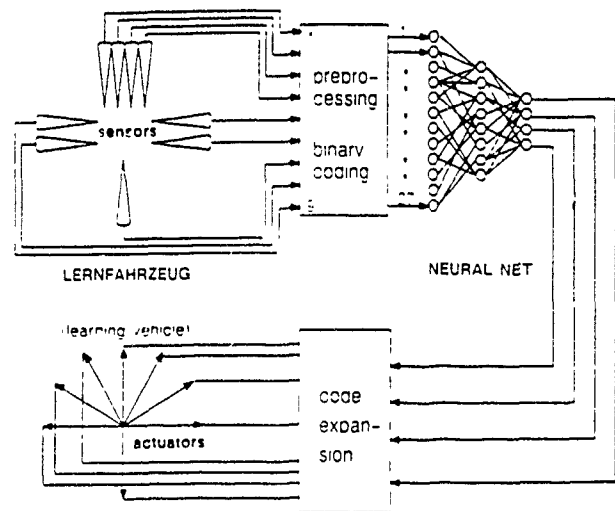 sensors
prepro-
cessing
binary
coding
LERNFAHRZEUG
NEURAL NET
(learning vehicle)
actuators
code
expan-
sion